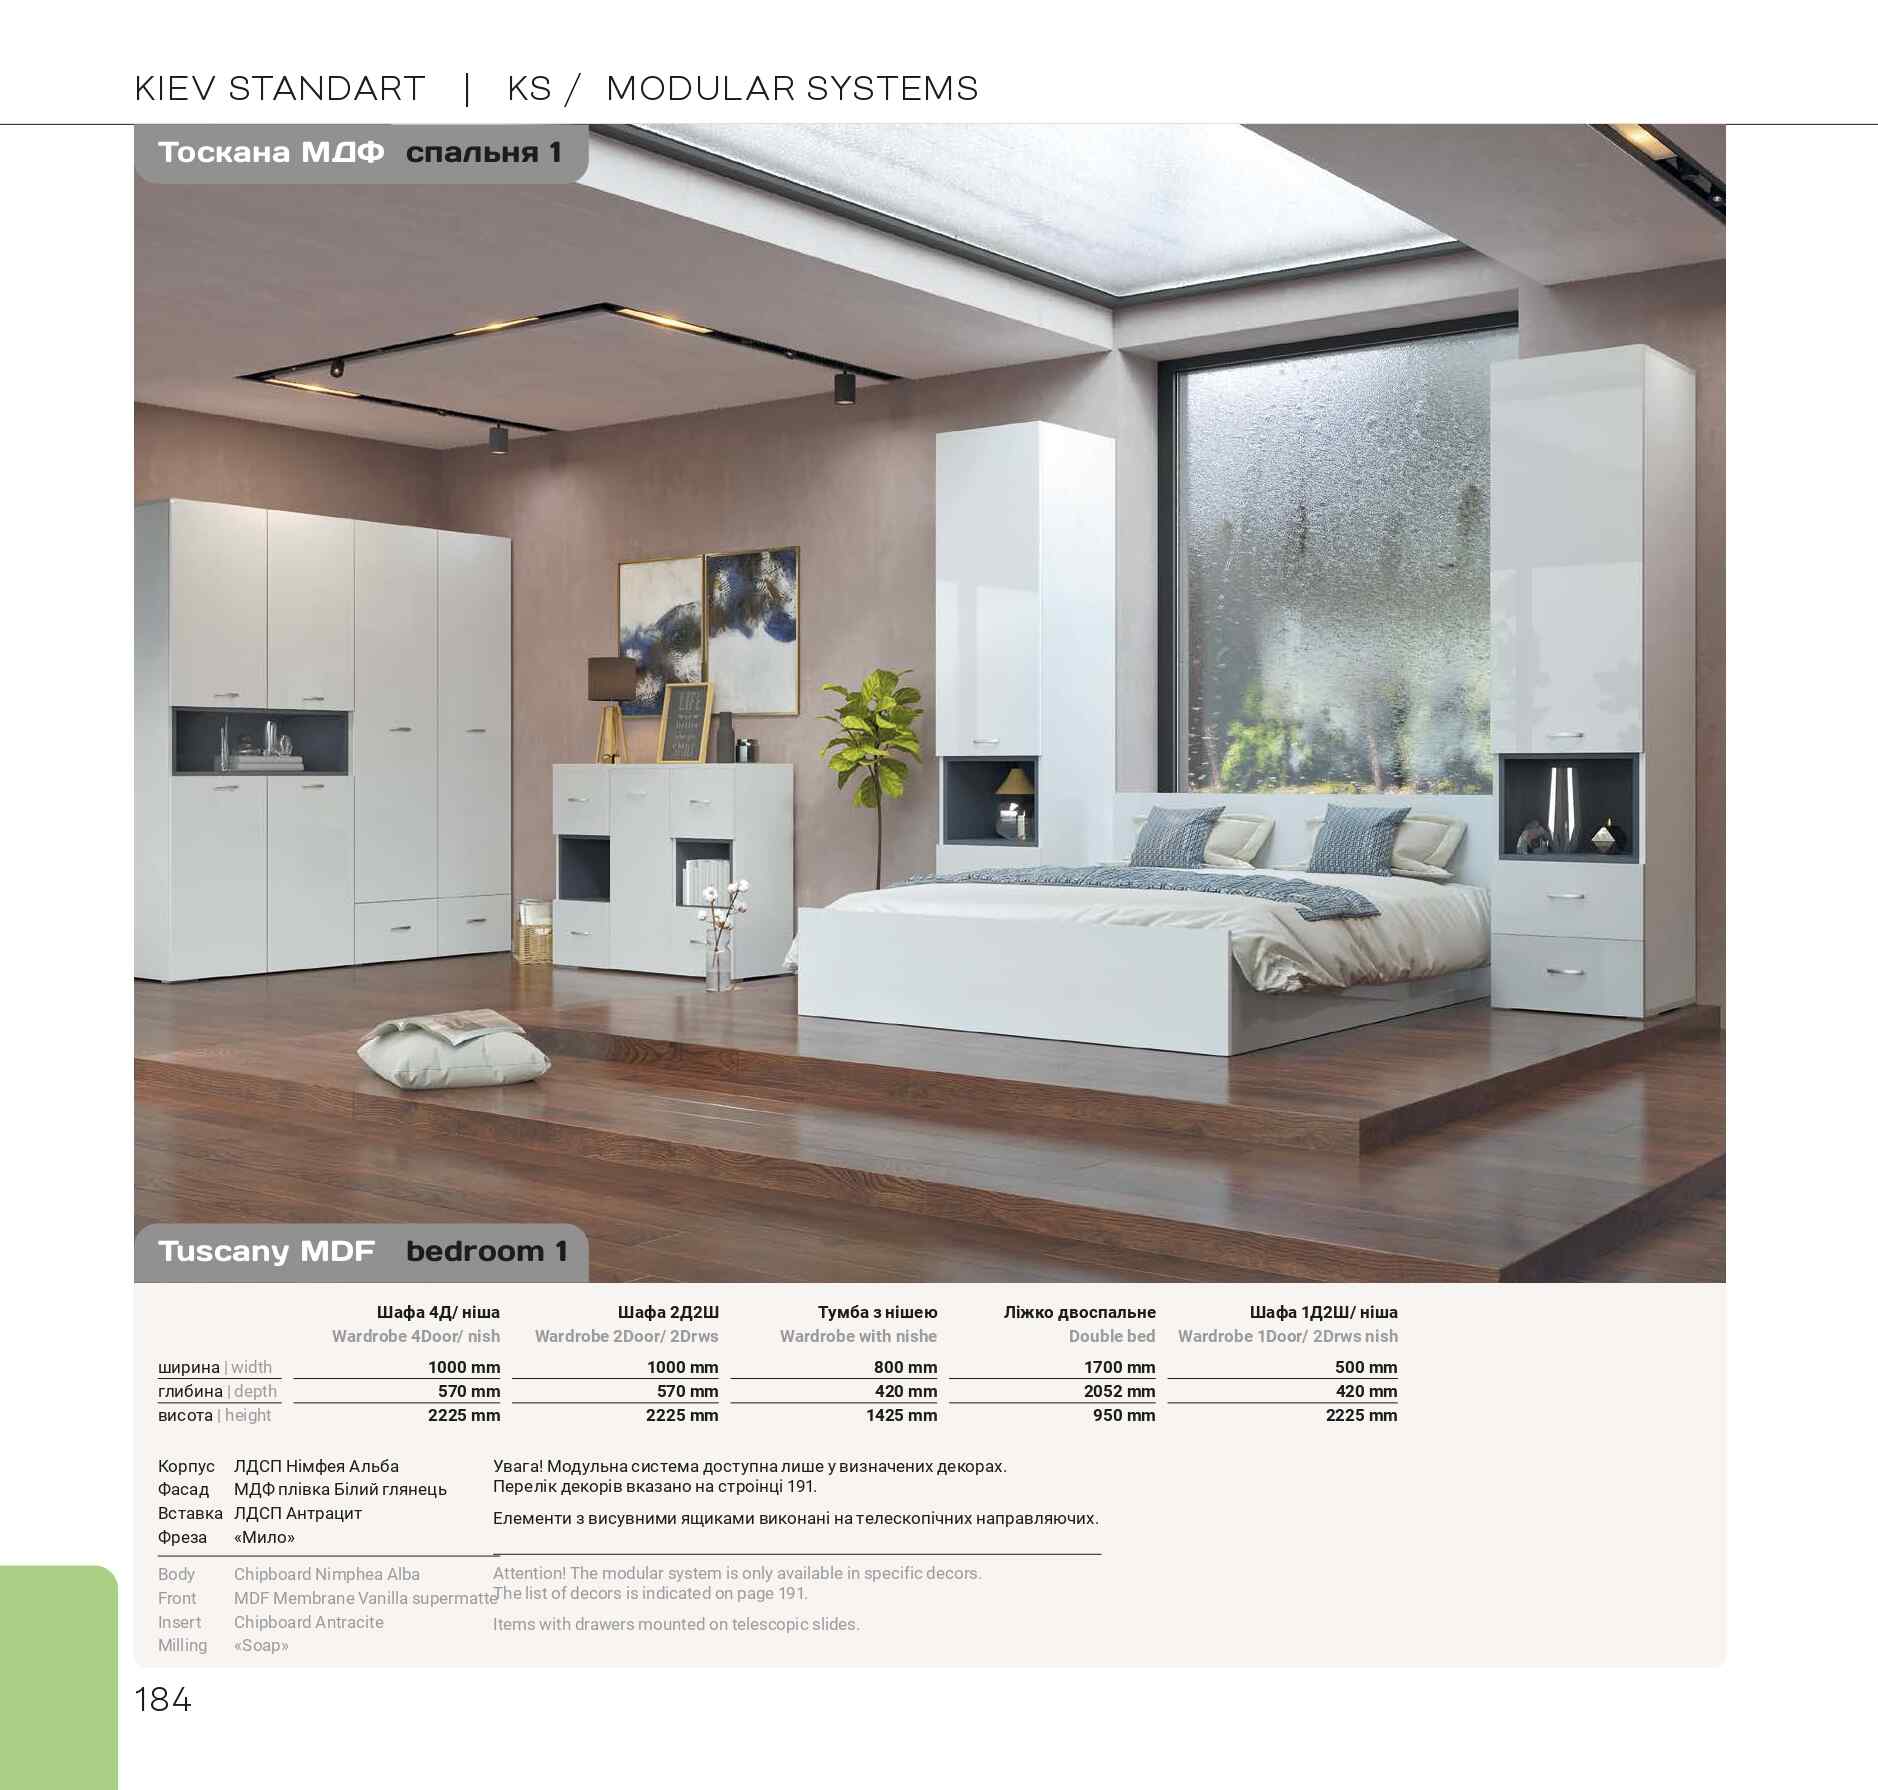 KIEV STANDART | KS / MODULAR SYSTEMS
Тоскана МДФ спальня 1
LIFE
Tuscany MDF bedroom 1
Шафа 4Д/ ніша Шафа 2Д2Ш Тумба з нішею Ліжко двоспальне Шафа 1Д2Ш/ ніша
Wardrobe 4Door/ nish Wardrobe 2Door/ 2Drws Wardrobe with nishe Double bed Wardrobe 1Door/ 2Drws nish
ширина | width 1000 mm 1000 mm 800 mm 1700 mm 500 mm
глибина | depth 570 mm 570 mm 420 mm 2052 mm 420 mm
висота | height 2225 mm 2225 mm 1425 mm 950 mm 2225 mm
Корпус ЛДСП Німфея Альба
Фасад МДФ плівка Білий глянець
Вставка ЛДСП Антрацит
Фреза «Мило»
Body Chipboard Nimphea Alba
Front MDF Membrane Vanilla supermatte
Insert Chipboard Antracite
Milling «Soap»
Увага! Модульна система доступна лише у визначених декорах.
Перелік декорів вказано на строінці 191.
Елементи з висувними ящиками виконані на телескопічних направляючих.
Attention! The modular system is only available in specific decors.
The list of decors is indicated on page 191.
Items with drawers mounted on telescopic slides.
184